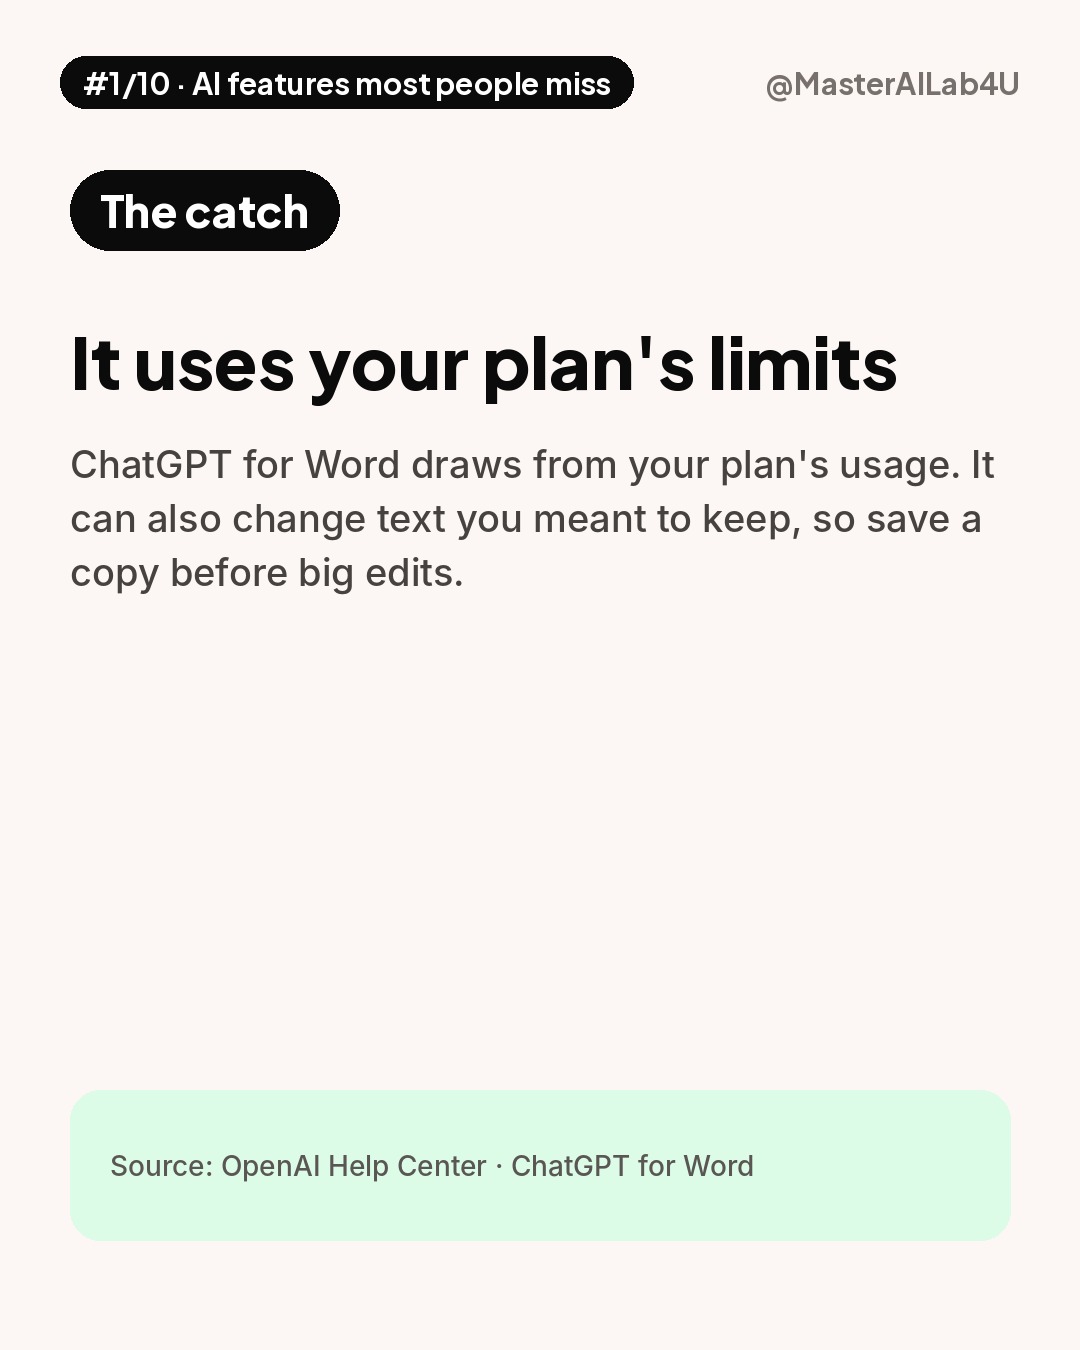 #1/10 · AI features most people miss
@MasterAILab4U
The catch
It uses your plan's limits
ChatGPT for Word draws from your plan's usage. It
can also change text you meant to keep, so save a
copy before big edits.
Source: OpenAI Help Center · ChatGPT for Word